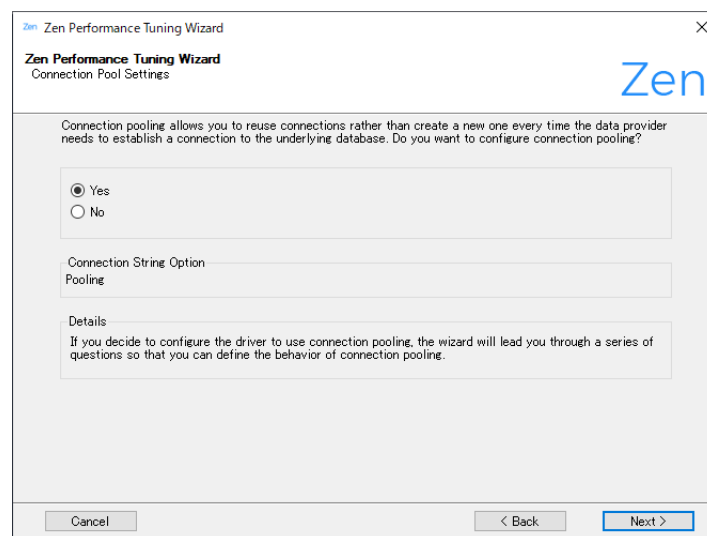 Zen Zen Performance Tuning Wizard
Zen Performance Tuning Wizard
Connection Pool Settings
Zen
Connection pooling allows you to reuse connections rather than create a new one every time the data provider
needs to establish a connection to the underlying database. Do you want to configure connection pooling?
Yes
No
Connection String Option
Pooling
Details
If you decide to configure the driver to use connection pooling, the wizard will lead you through a series of
questions so that you can define the behavior of connection pooling.
Cancel
< Back
Next >